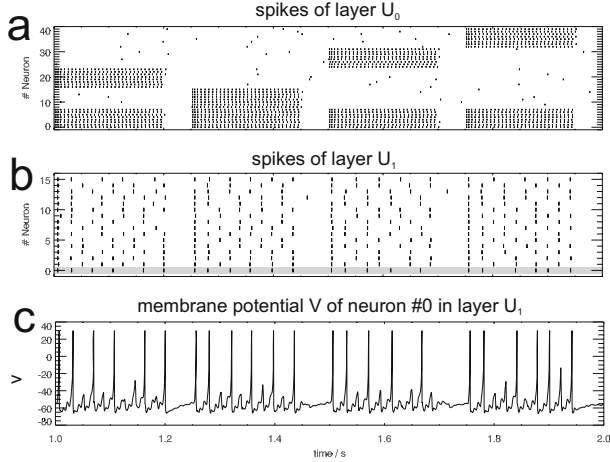 a
spikes of layer U0
# Neuron
40
30
20
10
0
b
spikes of layer U1
# Neuron
15
10
5
0
c
membrane potential V of neuron #0 in layer U1
V
40
20
0
-20
-40
-60
-80
1.0
1.2
1.4
1.6
1.8
2.0
time / s